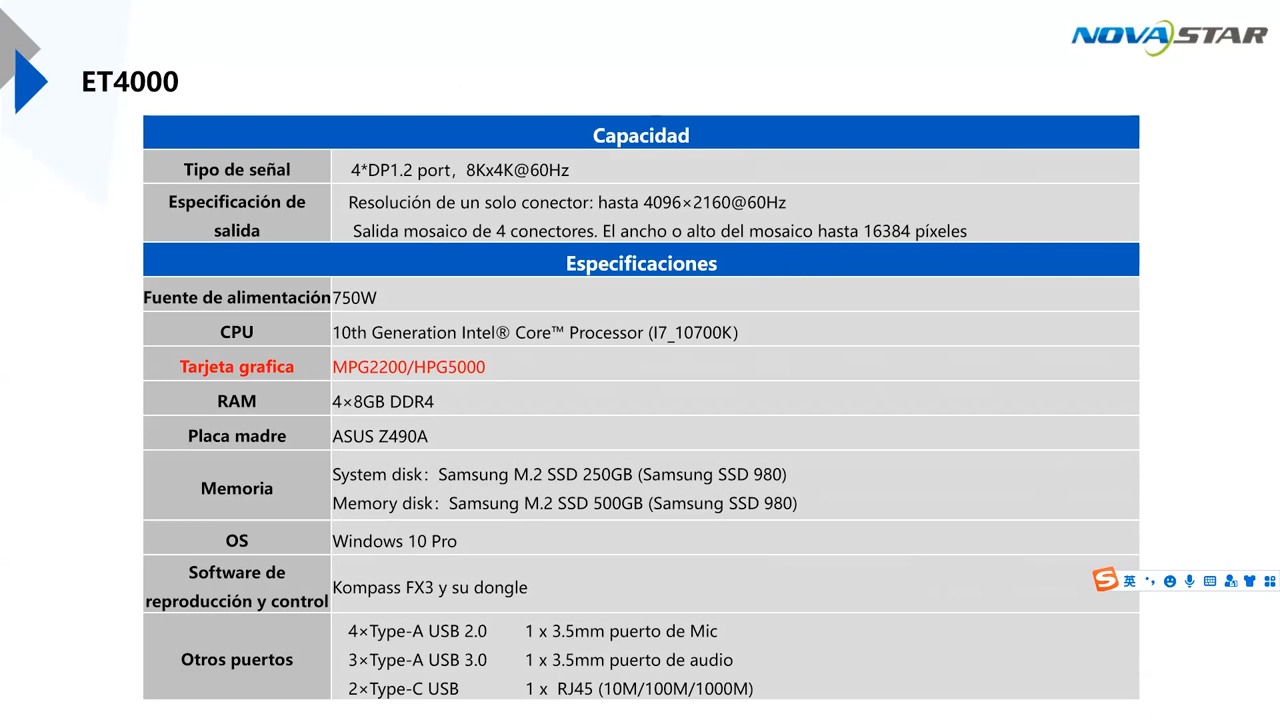 NOVASTAR
ET4000
Capacidad
Tipo de señal 4*DP1.2 port，8Kx4K@60Hz
Especificación de salida Resolución de un solo conector: hasta 4096×2160@60Hz
Salida mosaico de 4 conectores. El ancho o alto del mosaico hasta 16384 píxeles
Especificaciones
Fuente de alimentación 750W
CPU 10th Generation Intel® Core™ Processor (I7_10700K)
Tarjeta grafica MPG2200/HPG5000
RAM 4×8GB DDR4
Placa madre ASUS Z490A
Memoria System disk：Samsung M.2 SSD 250GB (Samsung SSD 980)
Memory disk：Samsung M.2 SSD 500GB (Samsung SSD 980)
OS Windows 10 Pro
Software de reproducción y control Kompass FX3 y su dongle
Otros puertos 4×Type-A USB 2.0 1 x 3.5mm puerto de Mic
3×Type-A USB 3.0 1 x 3.5mm puerto de audio
2×Type-C USB 1 x RJ45 (10M/100M/1000M)
S 英